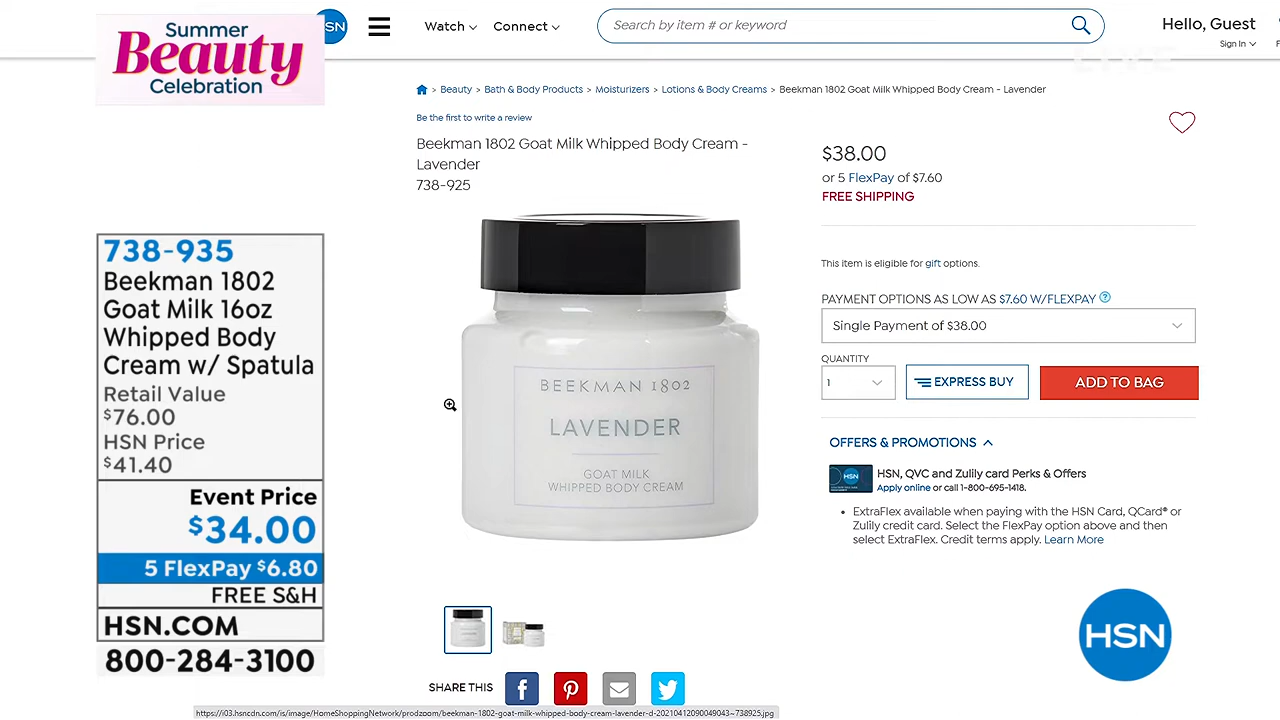 Summer
Beauty
Celebration
SN
Watch
Connect
Search by item # or keyword
Hello, Guest
Sign In
LIVE
> Beauty > Bath & Body Products > Moisturizers > Lotions & Body Creams > Beekman 1802 Goat Milk Whipped Body Cream - Lavender
Be the first to write a review
Beekman 1802 Goat Milk Whipped Body Cream -
Lavender
738-925
$38.00
or 5 FlexPay of $7.60
FREE SHIPPING
This item is eligible for gift options.
PAYMENT OPTIONS AS LOW AS $7.60 W/FLEXPAY ?
Single Payment of $38.00
QUANTITY
1
EXPRESS BUY
ADD TO BAG
OFFERS & PROMOTIONS
HSN
HSN, QVC and Zulily card Perks & Offers
Apply online or call 1-800-695-1418.
• ExtraFlex available when paying with the HSN Card, QCard® or
Zulily credit card. Select the FlexPay option above and then
select ExtraFlex. Credit terms apply. Learn More
BEEKMAN 1802
LAVENDER
GOAT MILK
WHIPPED BODY CREAM
738-935
Beekman 1802
Goat Milk 16oz
Whipped Body
Cream w/ Spatula
Retail Value
$76.00
HSN Price
$41.40
Event Price
$34.00
5 FlexPay $6.80
FREE S&H
HSN.COM
800-284-3100
HSN
SHARE THIS
https://i03.hsncdn.com/is/image/HomeShoppingNetwork/prodzoom/beekman-1802-goat-milk-whipped-body-cream-lavender-d-20210412090049043~738925.jpg